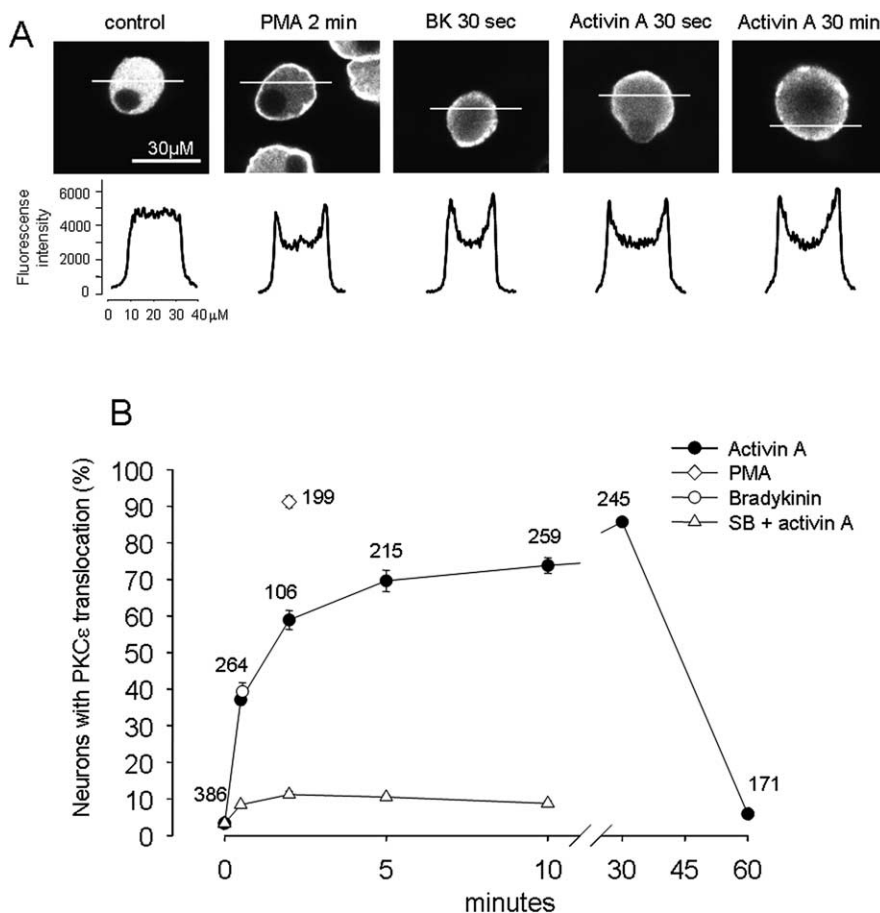 A
control
PMA 2 min
BK 30 sec
Activin A 30 sec
Activin A 30 min
30µM
Fluorescense
intensity
6000
4000
2000
0
0 10 20 30 40 µM
B
Neurons with PKCε translocation (%)
100
90
80
70
60
50
40
30
20
10
0
386
264
106
199
215
259
245
171
Activin A
PMA
Bradykinin
SB + activin A
0 5 10 30 45 60
minutes